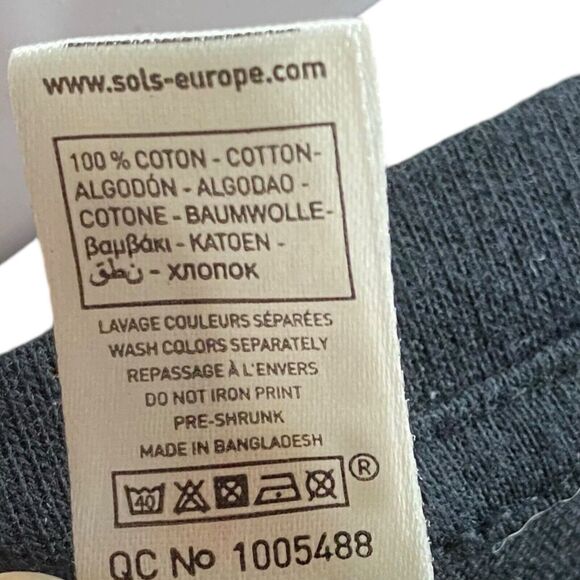 www.sols-europe.com
100 % COTON - COTTON-
ALGODÓN - ALGODAO -
COTONE - BAUMWOLLE-
βαμβάκι - KATOEN -
نطق - хлопок
LAVAGE COULEURS SÉPARÉES
WASH COLORS SEPARATELY
REPASSAGE À L'ENVERS
DO NOT IRON PRINT
PRE-SHRUNK
MADE IN BANGLADESH
40 ®
QC No 1005488